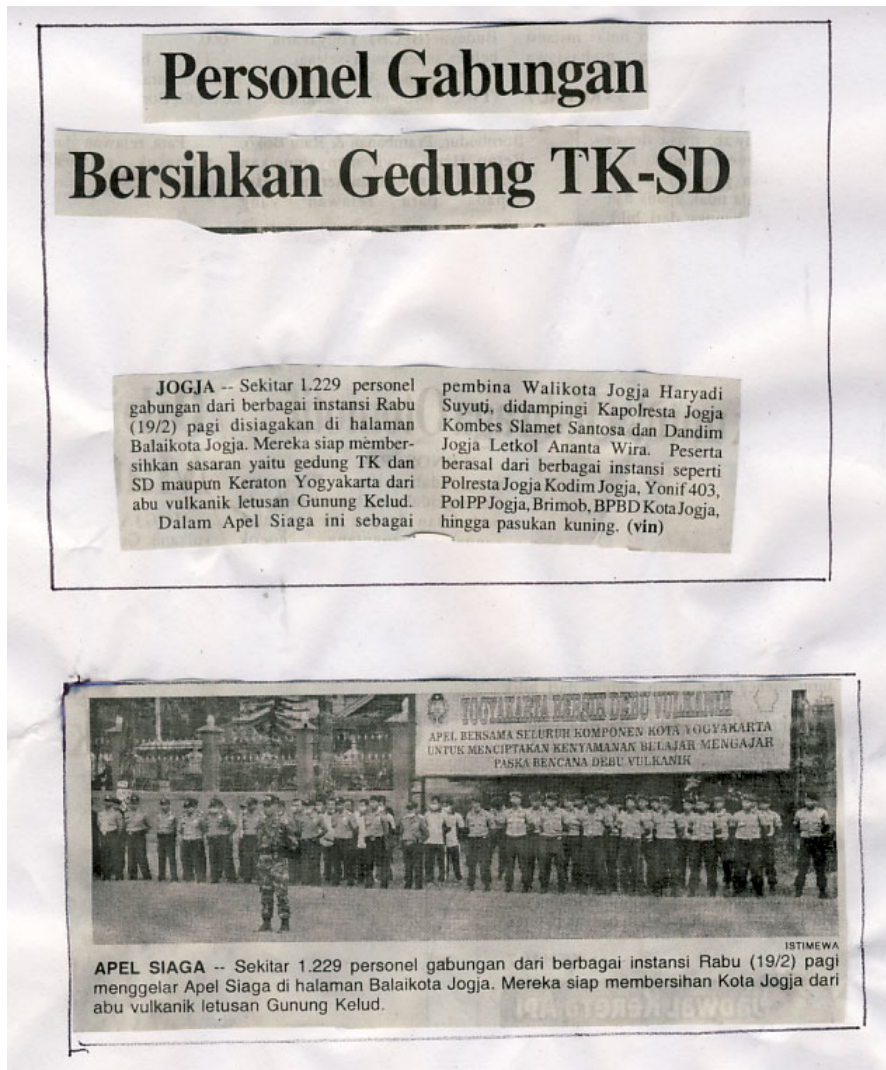 Personel Gabungan
Bersihkan Gedung TK-SD
JOGJA -- Sekitar 1.229 personel
gabungan dari berbagai instansi Rabu
(19/2) pagi disiagakan di halaman
Balaikota Jogja. Mereka siap member-
sihkan sasaran yaitu gedung TK dan
SD maupun Keraton Yogyakarta dari
abu vulkanik letusan Gunung Kelud.
Dalam Apel Siaga ini sebagai
pembina Walikota Jogja Haryadi
Suyuti, didampingi Kapolresta Jogja
Kombes Slamet Santosa dan Dandim
Jogja Letkol Ananta Wira. Peserta
berasal dari berbagai instansi seperti
Polresta Jogja Kodim Jogja, Yonif 403,
Pol PP Jogja, Brimob, BPBD Kota Jogja,
hingga pasukan kuning. (vin)
YOGYAKARTA BERSIH DEBU VULKANIK
APEL BERSAMA SELURUH KOMPONEN KOTA YOGYAKARTA
UNTUK MENCIPTAKAN KENYAMANAN BELAJAR MENGAJAR
PASKA BENCANA DEBU VULKANIK
ISTIMEWA
APEL SIAGA -- Sekitar 1.229 personel gabungan dari berbagai instansi Rabu (19/2) pagi
menggelar Apel Siaga di halaman Balaikota Jogja. Mereka siap membersihan Kota Jogja dari
abu vulkanik letusan Gunung Kelud.